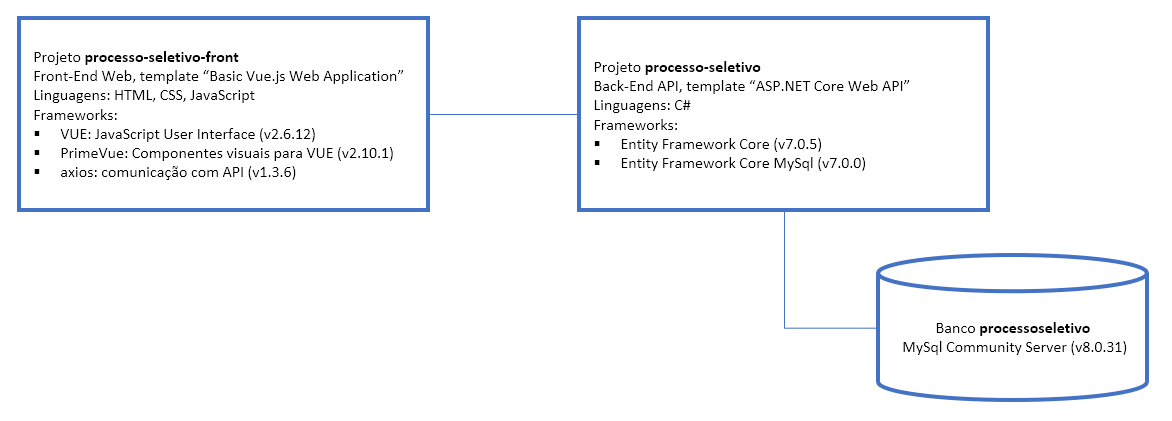 Projeto processo-seletivo-front
Front-End Web, template “Basic Vue.js Web Application”
Linguagens: HTML, CSS, JavaScript
Frameworks:
▪ VUE: JavaScript User Interface (v2.6.12)
▪ PrimeVue: Componentes visuais para VUE (v2.10.1)
▪ axios: comunicação com API (v1.3.6)
Projeto processo-seletivo
Back-End API, template “ASP.NET Core Web API”
Linguagens: C#
Frameworks:
▪ Entity Framework Core (v7.0.5)
▪ Entity Framework Core MySql (v7.0.0)
Banco processoseletivo
MySql Community Server (v8.0.31)